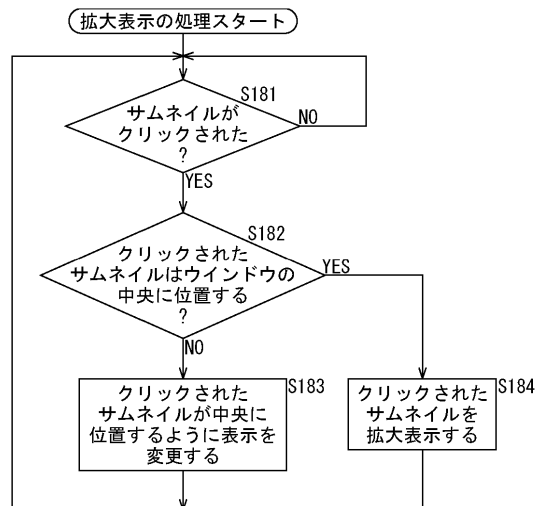 拡大表示の処理スタート
S181
サムネイルが
クリックされた
?
NO
YES
S182
クリックされた
サムネイルはウインドウの
中央に位置する
?
YES
NO
S183
クリックされた
サムネイルが中央に
位置するように表示を
変更する
S184
クリックされた
サムネイルを
拡大表示する